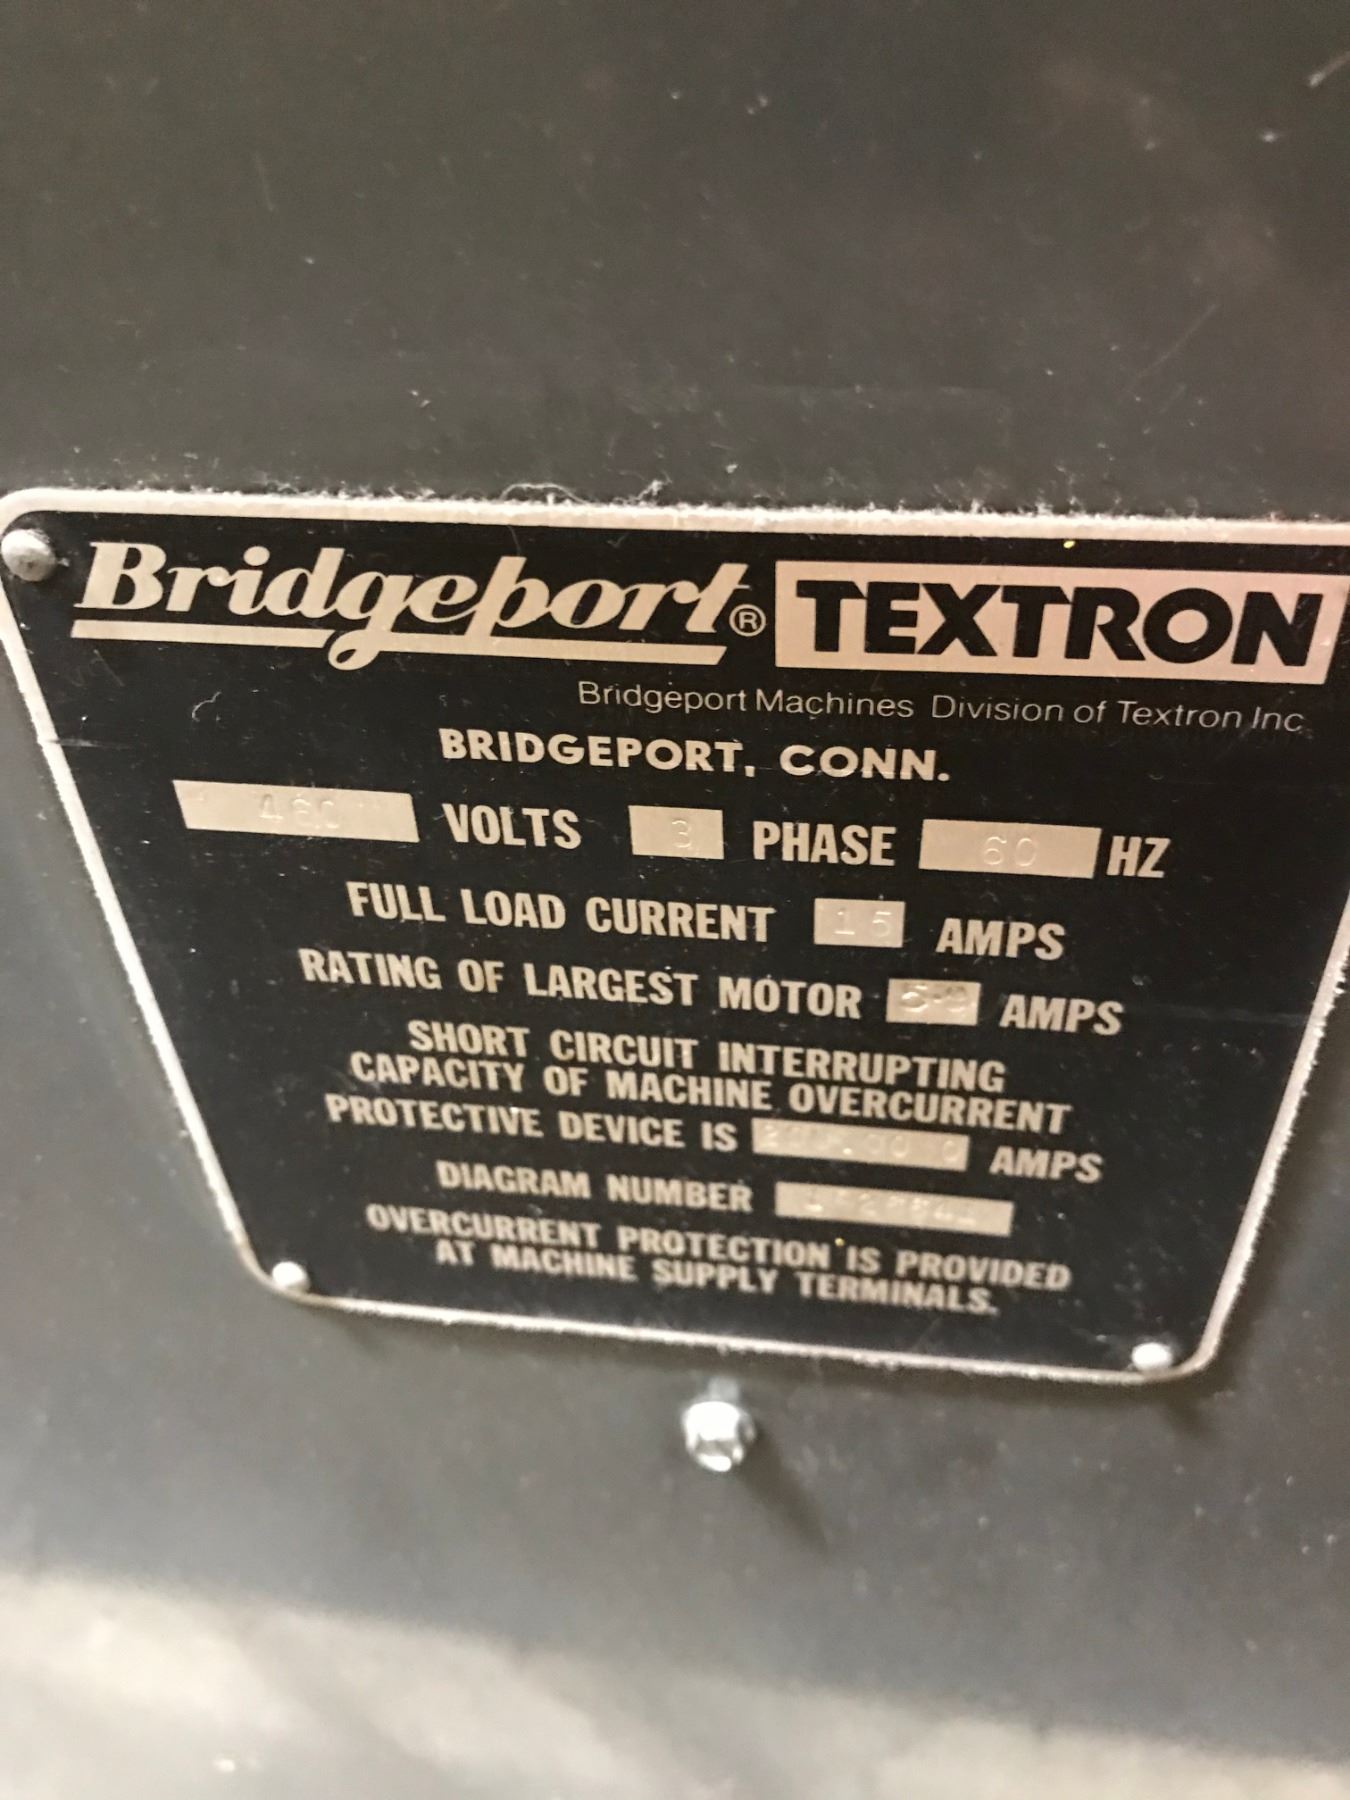 Bridgeport® TEXTRON
Bridgeport Machines Division of Textron Inc.
BRIDGEPORT, CONN.
460 VOLTS 3 PHASE 60 HZ
FULL LOAD CURRENT 15 AMPS
RATING OF LARGEST MOTOR AMPS
SHORT CIRCUIT INTERRUPTING
CAPACITY OF MACHINE OVERCURRENT
PROTECTIVE DEVICE IS AMPS
DIAGRAM NUMBER
OVERCURRENT PROTECTION IS PROVIDED
AT MACHINE SUPPLY TERMINALS.